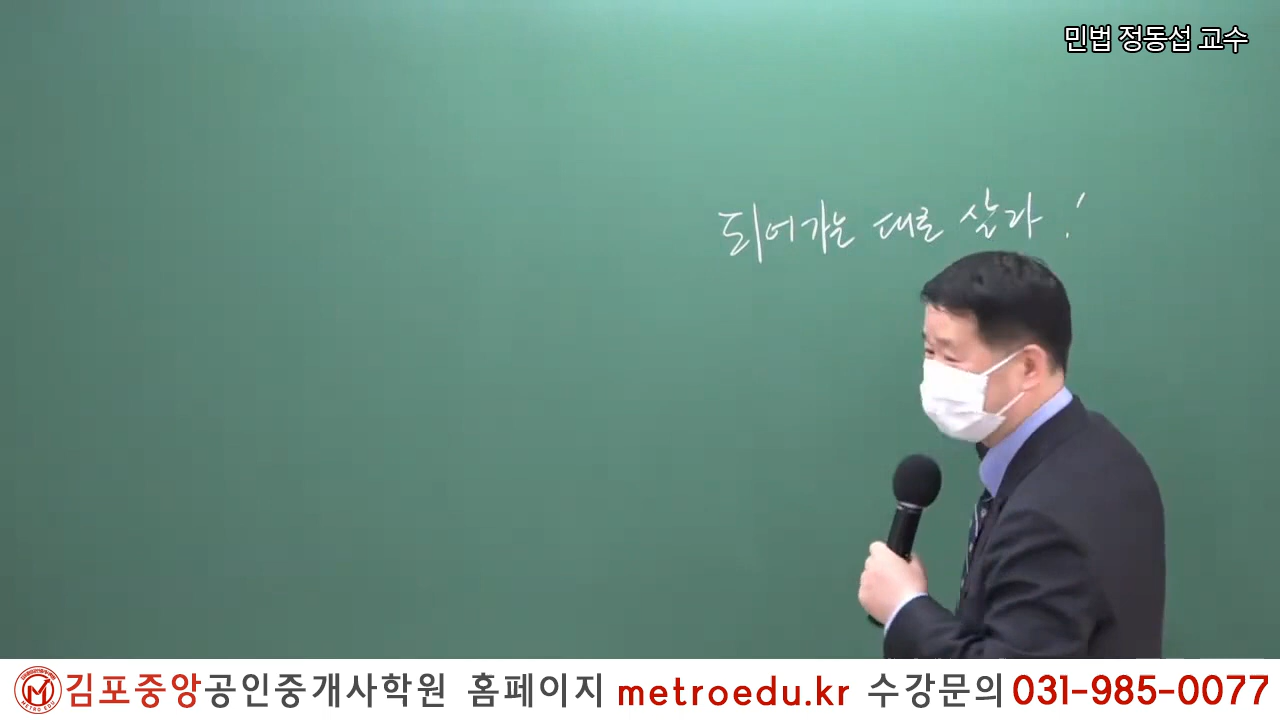 민법 정동섭 교수
되어가는 대로 살라 !
METRO EDU
김포중앙공인중개사학원 홈페이지 metroedu.kr 수강문의 031-985-0077